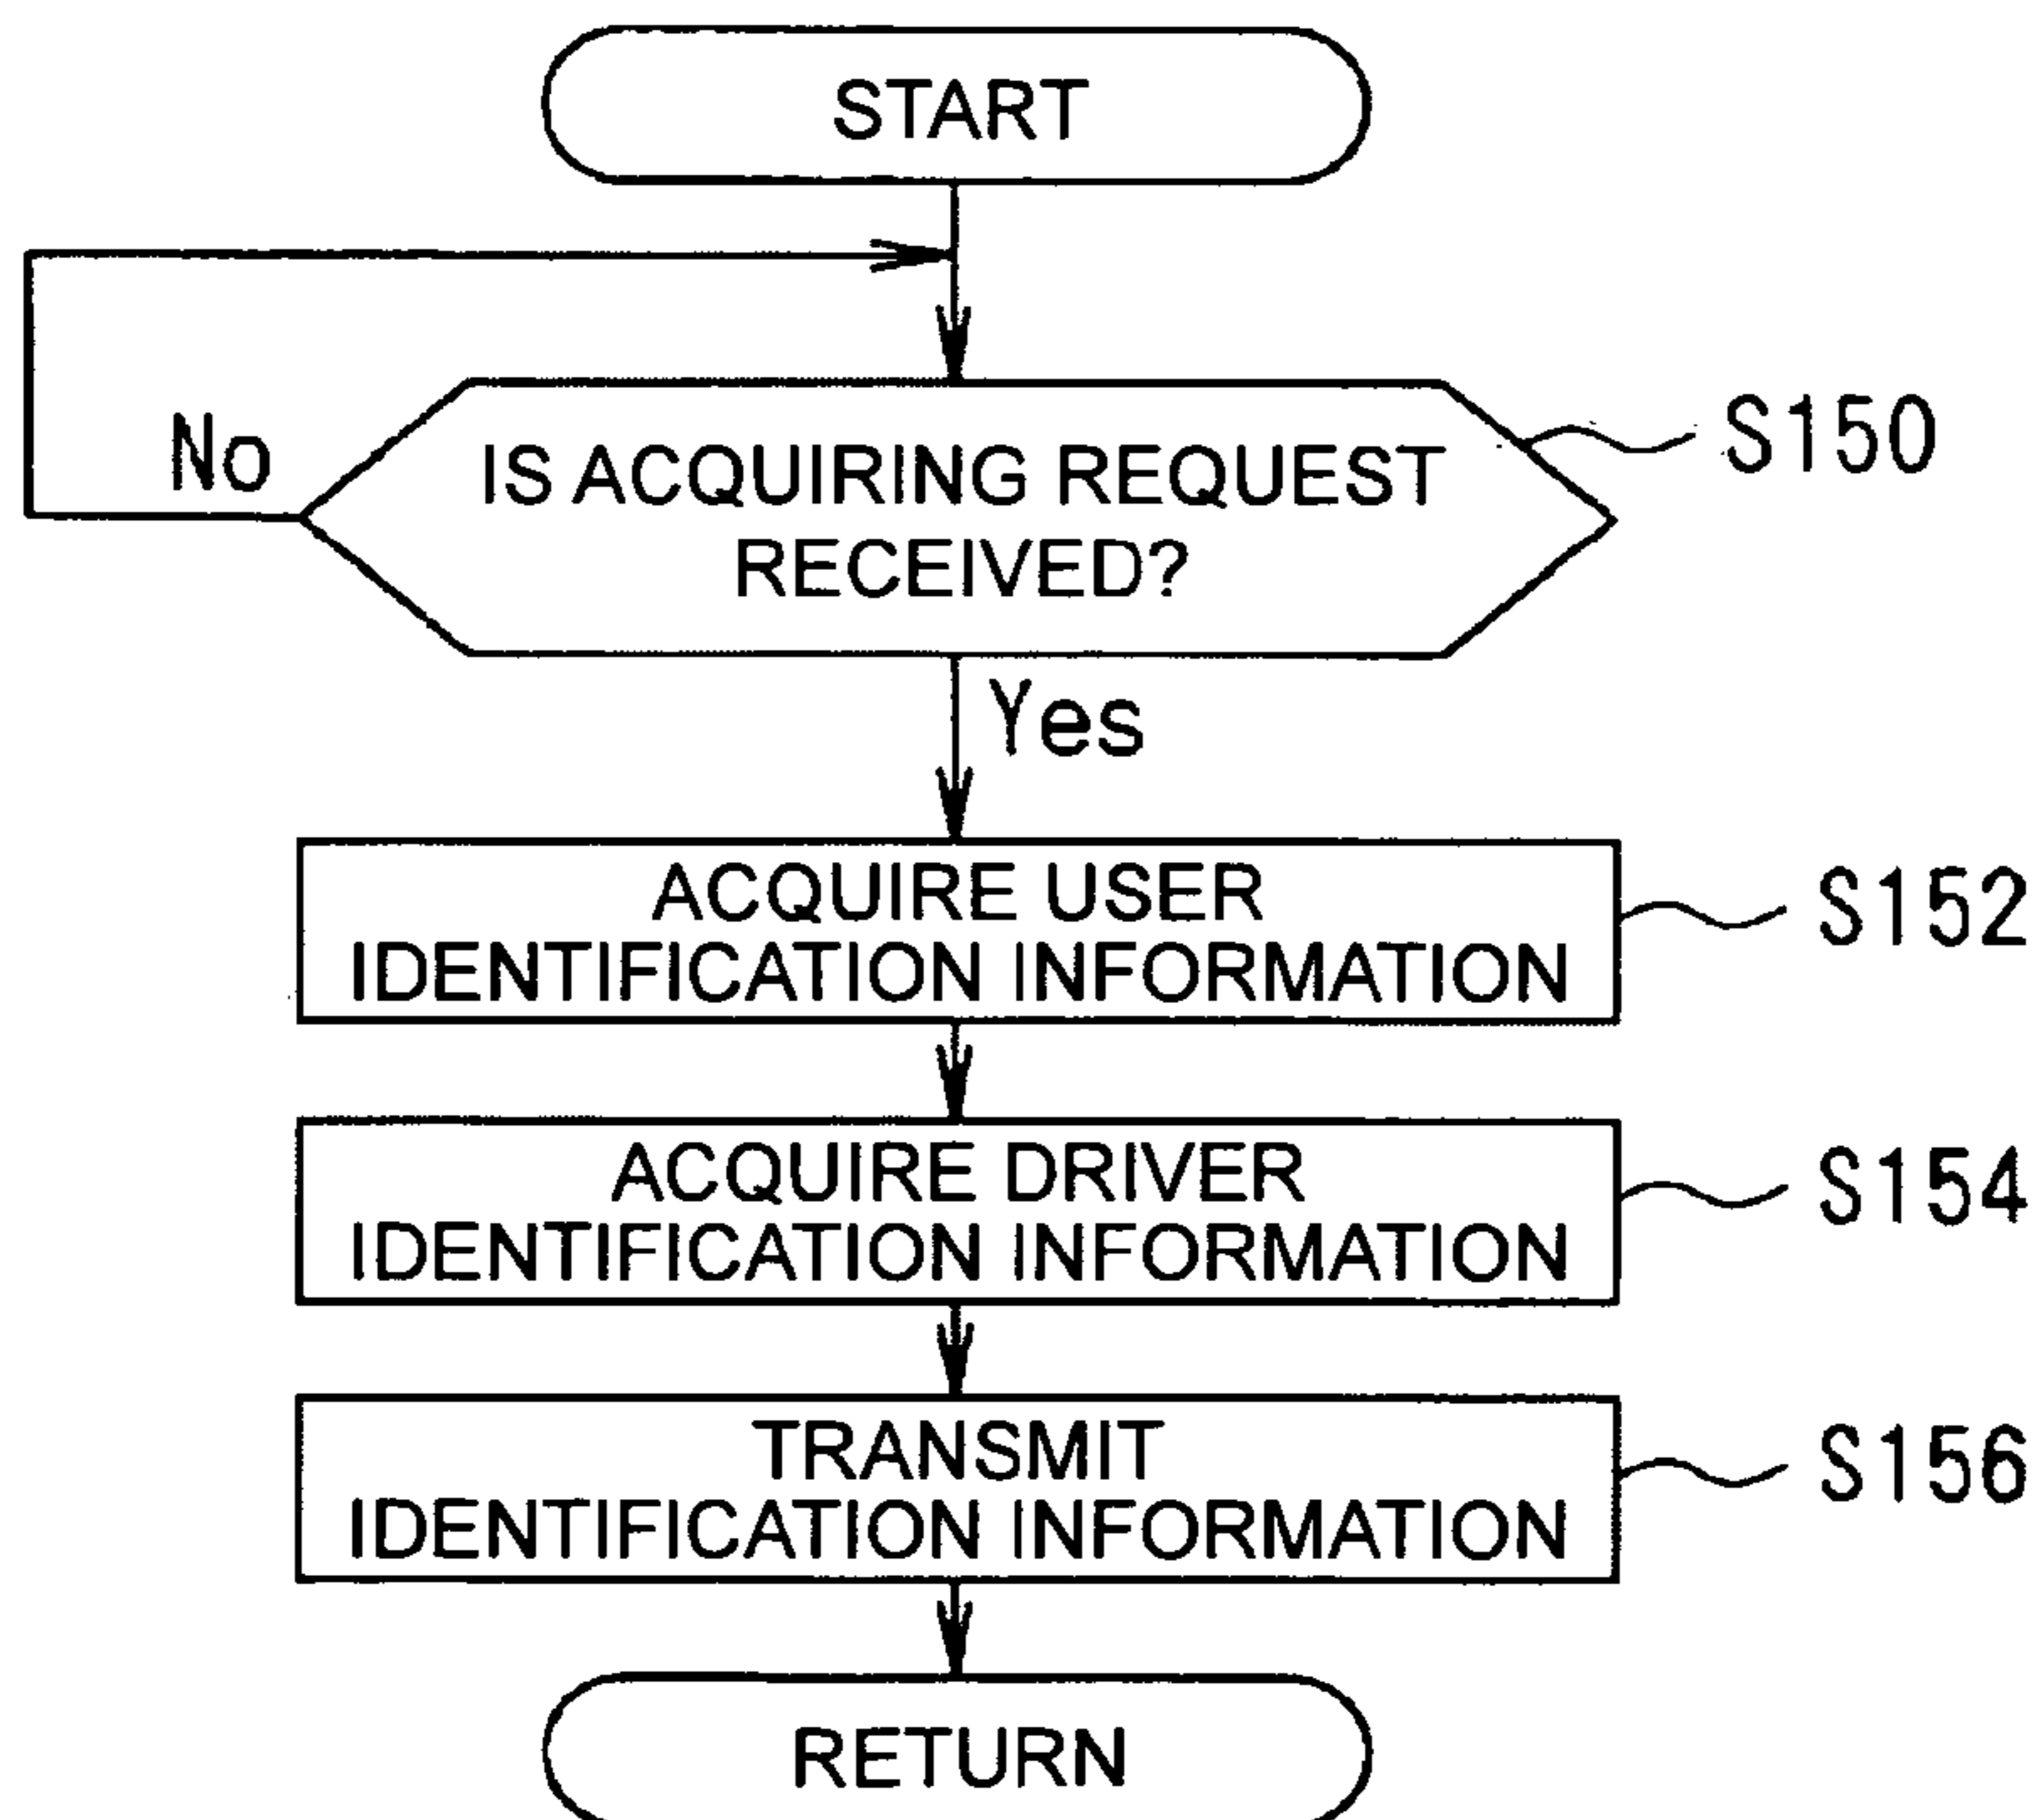 START
No
IS ACQUIRING REQUEST
RECEIVED?
S150
Yes
ACQUIRE USER
IDENTIFICATION INFORMATION
S152
ACQUIRE DRIVER
IDENTIFICATION INFORMATION
S154
TRANSMIT
IDENTIFICATION INFORMATION
S156
RETURN